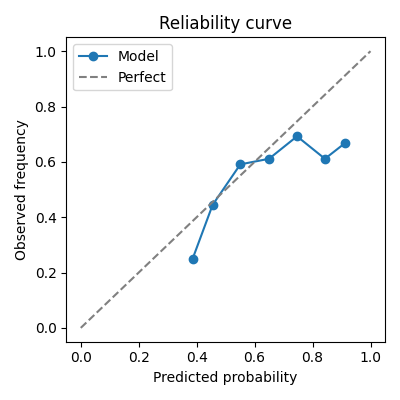 Reliability curve
Model
Perfect
Observed frequency
1.0
0.8
0.6
0.4
0.2
0.0
0.0 0.2 0.4 0.6 0.8 1.0
Predicted probability